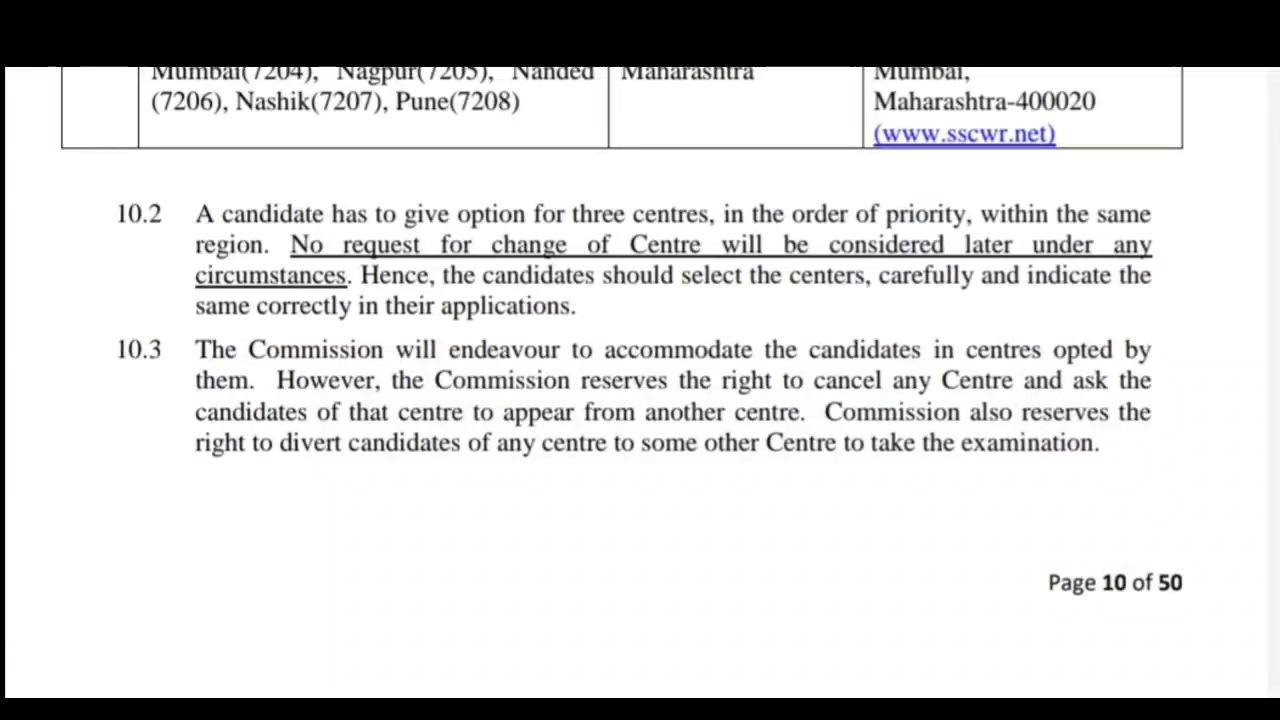 Mumbai(7204), Nagpur(7205), Nanded
(7206), Nashik(7207), Pune(7208)
Maharashtra
Mumbai,
Maharashtra-400020
(www.sscwr.net)
10.2 A candidate has to give option for three centres, in the order of priority, within the same
region. No request for change of Centre will be considered later under any
circumstances. Hence, the candidates should select the centers, carefully and indicate the
same correctly in their applications.
10.3 The Commission will endeavour to accommodate the candidates in centres opted by
them. However, the Commission reserves the right to cancel any Centre and ask the
candidates of that centre to appear from another centre. Commission also reserves the
right to divert candidates of any centre to some other Centre to take the examination.
Page 10 of 50